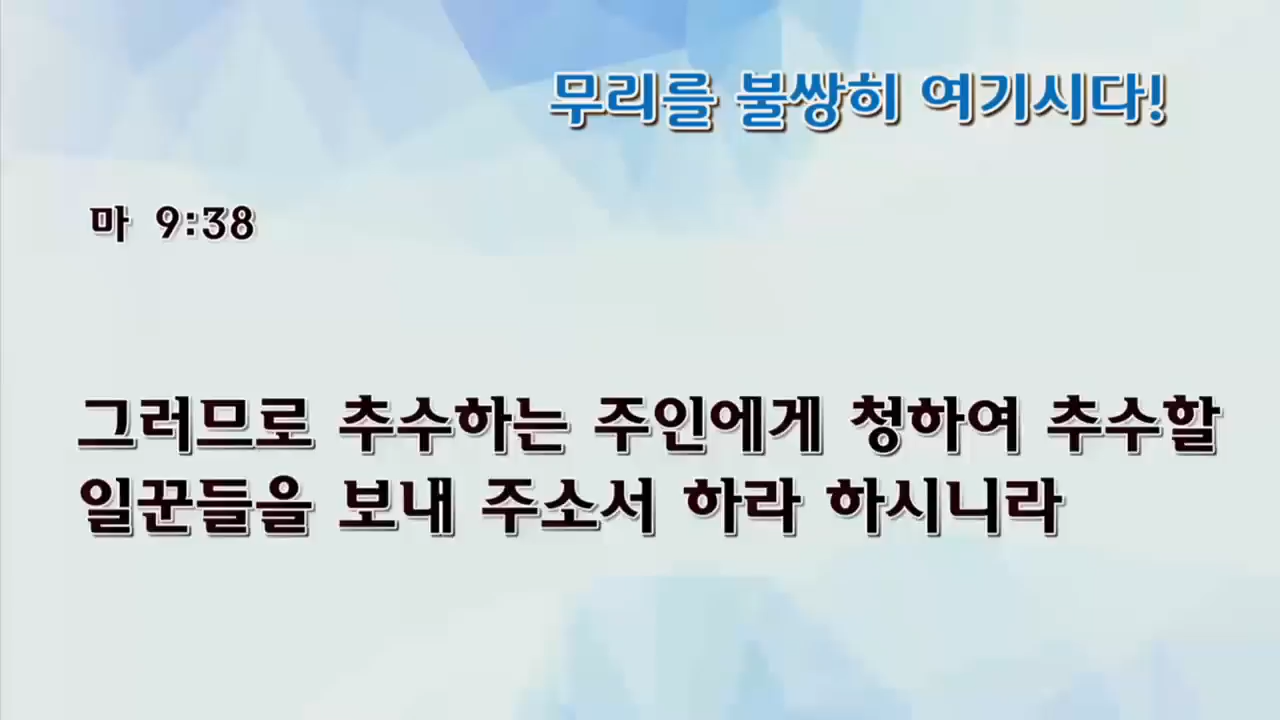 무리를 불쌍히 여기시다!
마 9:38
그러므로 추수하는 주인에게 청하여 추수할
일꾼들을 보내 주소서 하라 하시니라